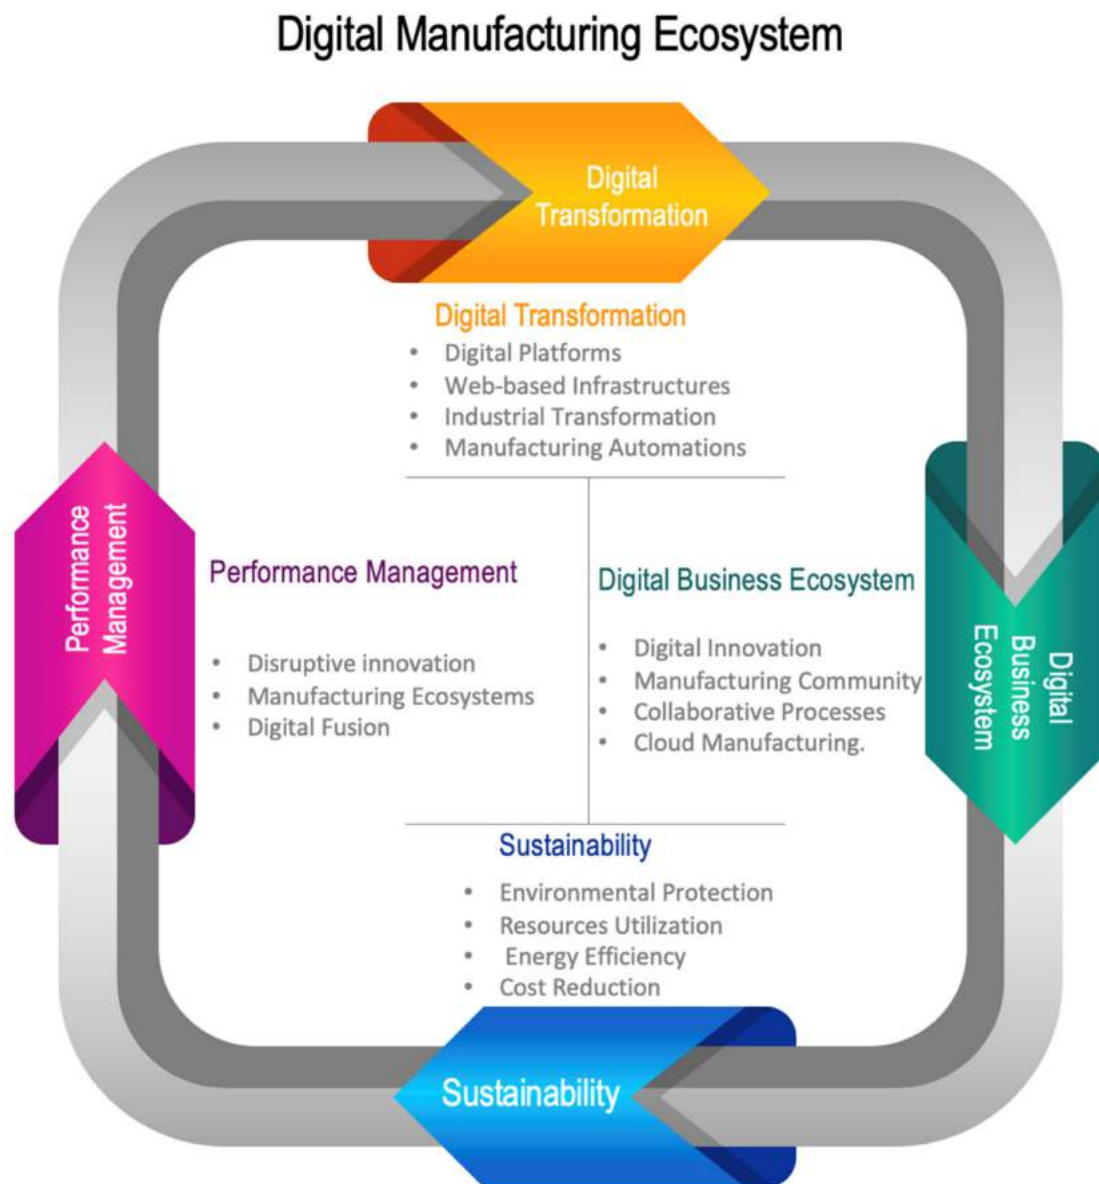 Digital Manufacturing Ecosystem
Digital
Transformation
Digital Transformation
• Digital Platforms
• Web-based Infrastructures
• Industrial Transformation
• Manufacturing Automations
Performance
Management
Performance Management
• Disruptive innovation
• Manufacturing Ecosystems
• Digital Fusion
Digital Business Ecosystem
• Digital Innovation
• Manufacturing Community
• Collaborative Processes
• Cloud Manufacturing.
Digital
Business
Ecosystem
Sustainability
• Environmental Protection
• Resources Utilization
• Energy Efficiency
• Cost Reduction
Sustainability